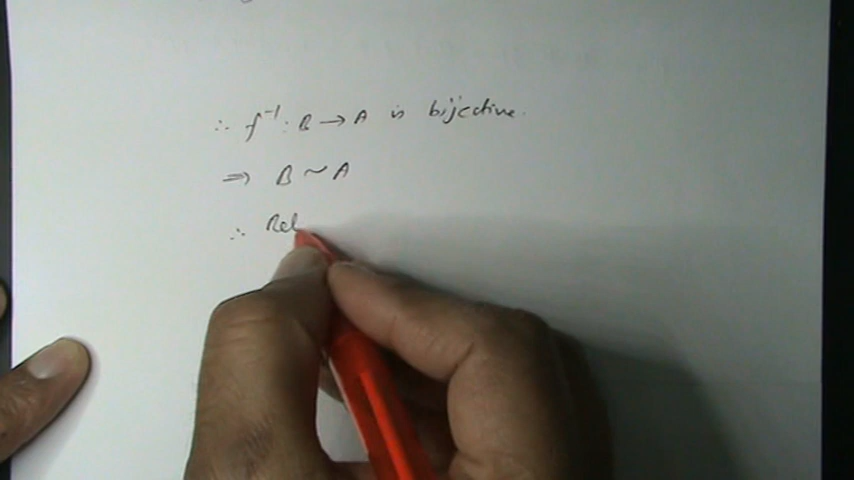 ∴ f⁻¹: B → A is bijective.
⇒ B ~ A
∴ Rel